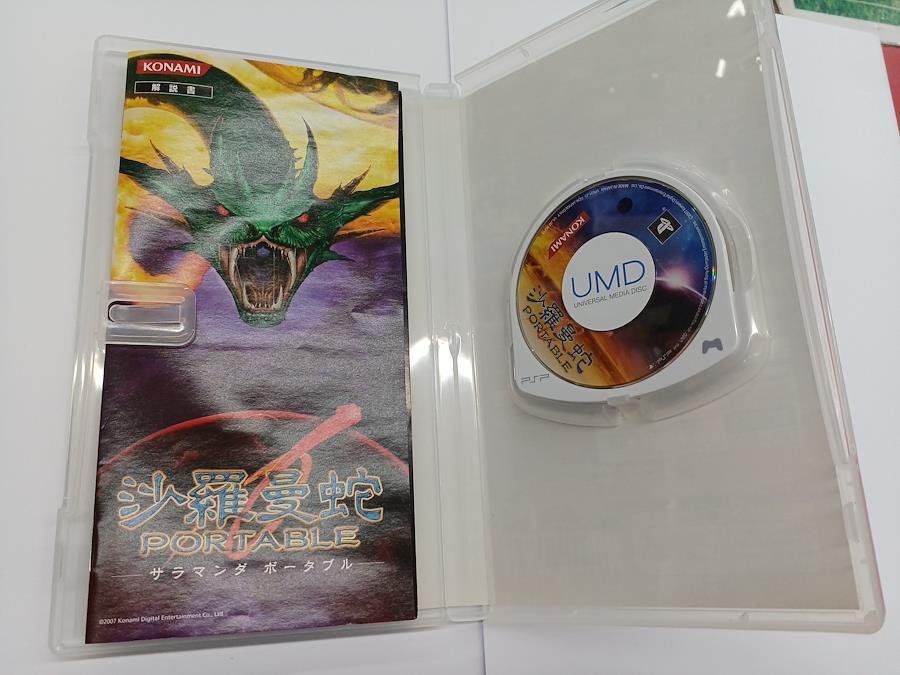 KONAMI
解説書
沙羅曼蛇
PORTABLE
サラマンダ ポータブル
©2007 Konami Digital Entertainment Co., Ltd.
KONAMI
UMD
UNIVERSAL MEDIA DISC
沙羅曼蛇
PORTABLE
PSP